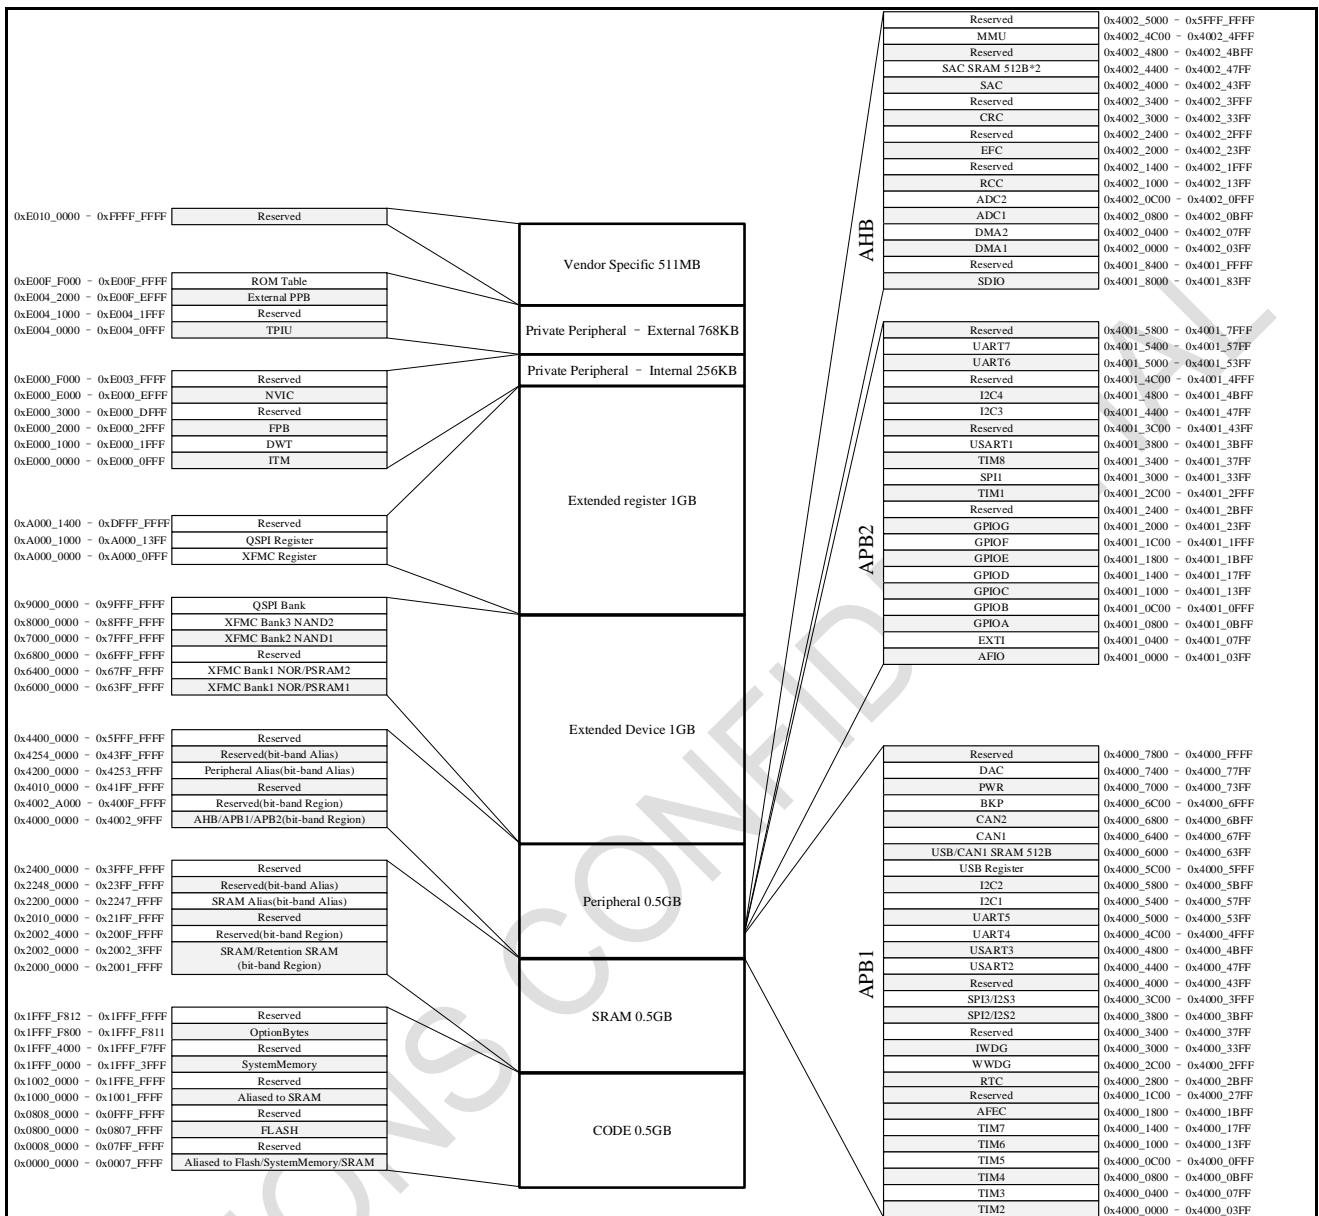 0xE010_0000 - 0xFFFF_FFFF Reserved
0xE00F_F000 - 0xE00F_FFFF ROM Table
0xE004_2000 - 0xE00F_EFFF External PPB
0xE004_1000 - 0xE004_1FFF Reserved
0xE004_0000 - 0xE004_0FFF TPIU
0xE000_F000 - 0xE003_FFFF Reserved
0xE000_E000 - 0xE000_EFFF NVIC
0xE000_3000 - 0xE000_DFFF Reserved
0xE000_2000 - 0xE000_2FFF FPB
0xE000_1000 - 0xE000_1FFF DWT
0xE000_0000 - 0xE000_0FFF ITM
0xA000_1400 - 0xDFFF_FFFF Reserved
0xA000_1000 - 0xA000_13FF QSPI Register
0xA000_0000 - 0xA000_0FFF XFMC Register
0x9000_0000 - 0x9FFF_FFFF QSPI Bank
0x8000_0000 - 0x8FFF_FFFF XFMC Bank3 NAND2
0x7000_0000 - 0x7FFF_FFFF XFMC Bank2 NAND1
0x6800_0000 - 0x6FFF_FFFF Reserved
0x6400_0000 - 0x67FF_FFFF XFMC Bank1 NOR/PSRAM2
0x6000_0000 - 0x63FF_FFFF XFMC Bank1 NOR/PSRAM1
0x4400_0000 - 0x5FFF_FFFF Reserved
0x4254_0000 - 0x43FF_FFFF Reserved(bit-band Alias)
0x4200_0000 - 0x4253_FFFF Peripheral Alias(bit-band Alias)
0x4010_0000 - 0x41FF_FFFF Reserved
0x4002_A000 - 0x400F_FFFF Reserved(bit-band Region)
0x4000_0000 - 0x4002_9FFF AHB/APB1/APB2(bit-band Region)
0x2400_0000 - 0x3FFF_FFFF Reserved
0x2248_0000 - 0x23FF_FFFF Reserved(bit-band Alias)
0x2200_0000 - 0x2247_FFFF SRAM Alias(bit-band Alias)
0x2010_0000 - 0x21FF_FFFF Reserved
0x2002_4000 - 0x200F_FFFF Reserved(bit-band Region)
0x2002_0000 - 0x2002_3FFF SRAM/Retention SRAM
0x2000_0000 - 0x2001_FFFF (bit-band Region)
0x1FFF_F812 - 0x1FFF_FFFF Reserved
0x1FFF_F800 - 0x1FFF_F811 OptionBytes
0x1FFF_4000 - 0x1FFF_F7FF Reserved
0x1FFF_0000 - 0x1FFF_3FFF SystemMemory
0x1002_0000 - 0x1FFE_FFFF Reserved
0x1000_0000 - 0x1001_FFFF Aliased to SRAM
0x0808_0000 - 0x0FFF_FFFF Reserved
0x0800_0000 - 0x0807_FFFF FLASH
0x0008_0000 - 0x07FF_FFFF Reserved
0x0000_0000 - 0x0007_FFFF Aliased to Flash/SystemMemory/SRAM
Vendor Specific 511MB
Private Peripheral - External 768KB
Private Peripheral - Internal 256KB
Extended register 1GB
Extended Device 1GB
Peripheral 0.5GB
SRAM 0.5GB
CODE 0.5GB
AHB
Reserved 0x4002_5000 - 0x5FFF_FFFF
MMU 0x4002_4C00 - 0x4002_4FFF
Reserved 0x4002_4800 - 0x4002_4BFF
SAC SRAM 512B*2 0x4002_4400 - 0x4002_47FF
SAC 0x4002_4000 - 0x4002_43FF
Reserved 0x4002_3400 - 0x4002_3FFF
CRC 0x4002_3000 - 0x4002_33FF
Reserved 0x4002_2400 - 0x4002_2FFF
EFC 0x4002_2000 - 0x4002_23FF
Reserved 0x4002_1400 - 0x4002_1FFF
RCC 0x4002_1000 - 0x4002_13FF
ADC2 0x4002_0C00 - 0x4002_0FFF
ADC1 0x4002_0800 - 0x4002_0BFF
DMA2 0x4002_0400 - 0x4002_07FF
DMA1 0x4002_0000 - 0x4002_03FF
Reserved 0x4001_8400 - 0x4001_FFFF
SDIO 0x4001_8000 - 0x4001_83FF
APB2
Reserved 0x4001_5800 - 0x4001_7FFF
UART7 0x4001_5400 - 0x4001_57FF
UART6 0x4001_5000 - 0x4001_53FF
Reserved 0x4001_4C00 - 0x4001_4FFF
I2C4 0x4001_4800 - 0x4001_4BFF
I2C3 0x4001_4400 - 0x4001_47FF
Reserved 0x4001_3C00 - 0x4001_43FF
USART1 0x4001_3800 - 0x4001_3BFF
TIM8 0x4001_3400 - 0x4001_37FF
SPI1 0x4001_3000 - 0x4001_33FF
TIM1 0x4001_2C00 - 0x4001_2FFF
Reserved 0x4001_2400 - 0x4001_2BFF
GPIOG 0x4001_2000 - 0x4001_23FF
GPIOF 0x4001_1C00 - 0x4001_1FFF
GPIOE 0x4001_1800 - 0x4001_1BFF
GPIOD 0x4001_1400 - 0x4001_17FF
GPIOC 0x4001_1000 - 0x4001_13FF
GPIOB 0x4001_0C00 - 0x4001_0FFF
GPIOA 0x4001_0800 - 0x4001_0BFF
EXTI 0x4001_0400 - 0x4001_07FF
AFIO 0x4001_0000 - 0x4001_03FF
APB1
Reserved 0x4000_7800 - 0x4000_FFFF
DAC 0x4000_7400 - 0x4000_77FF
PWR 0x4000_7000 - 0x4000_73FF
BKP 0x4000_6C00 - 0x4000_6FFF
CAN2 0x4000_6800 - 0x4000_6BFF
CAN1 0x4000_6400 - 0x4000_67FF
USB/CAN1 SRAM 512B 0x4000_6000 - 0x4000_63FF
USB Register 0x4000_5C00 - 0x4000_5FFF
I2C2 0x4000_5800 - 0x4000_5BFF
I2C1 0x4000_5400 - 0x4000_57FF
UART5 0x4000_5000 - 0x4000_53FF
UART4 0x4000_4C00 - 0x4000_4FFF
USART3 0x4000_4800 - 0x4000_4BFF
USART2 0x4000_4400 - 0x4000_47FF
Reserved 0x4000_4000 - 0x4000_43FF
SPI3/I2S3 0x4000_3C00 - 0x4000_3FFF
SPI2/I2S2 0x4000_3800 - 0x4000_3BFF
Reserved 0x4000_3400 - 0x4000_37FF
IWDG 0x4000_3000 - 0x4000_33FF
WWDG 0x4000_2C00 - 0x4000_2FFF
RTC 0x4000_2800 - 0x4000_2BFF
Reserved 0x4000_1C00 - 0x4000_27FF
AFEC 0x4000_1800 - 0x4000_1BFF
TIM7 0x4000_1400 - 0x4000_17FF
TIM6 0x4000_1000 - 0x4000_13FF
TIM5 0x4000_0C00 - 0x4000_0FFF
TIM4 0x4000_0800 - 0x4000_0BFF
TIM3 0x4000_0400 - 0x4000_07FF
TIM2 0x4000_0000 - 0x4000_03FF